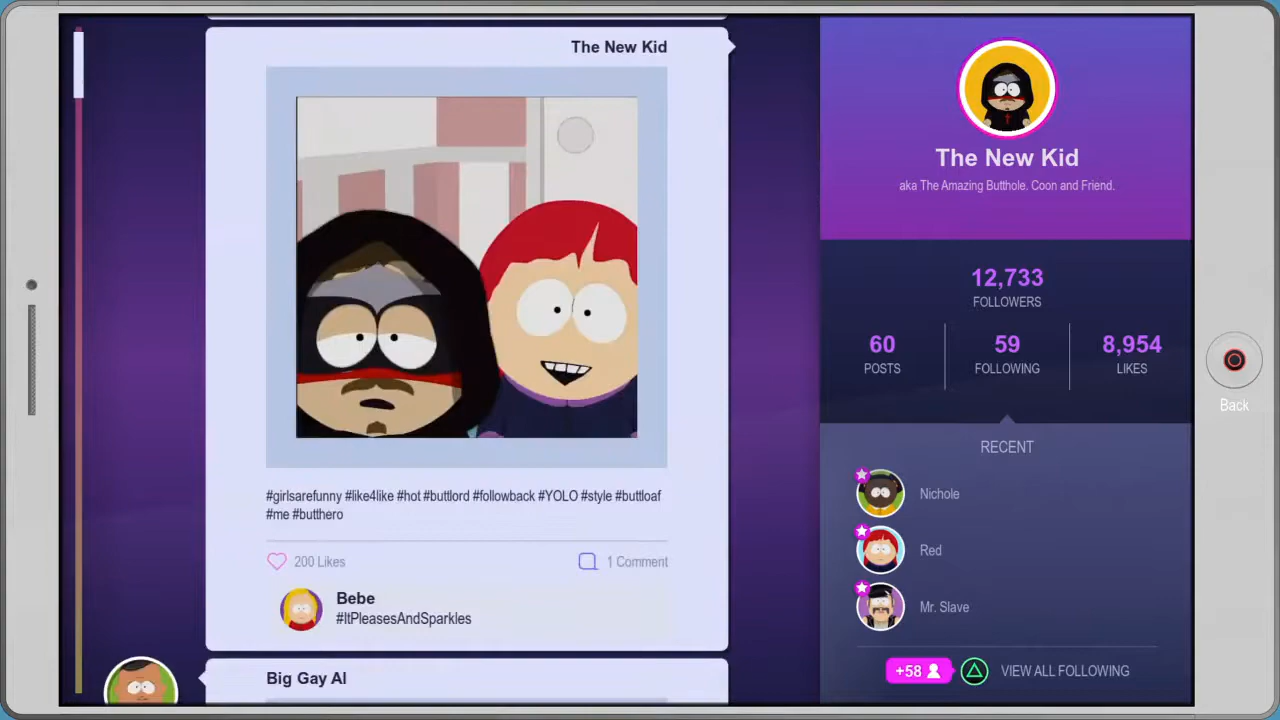 The New Kid
#girlsarefunny #like4like #hot #buttlord #followback #YOLO #style #buttloaf
#me #butthero
200 Likes
1 Comment
Bebe
#ItPleasesAndSparkles
Big Gay Al
The New Kid
aka The Amazing Butthole. Coon and Friend.
12,733
FOLLOWERS
60
POSTS
59
FOLLOWING
8,954
LIKES
RECENT
Nichole
Red
Mr. Slave
+58
VIEW ALL FOLLOWING
Back